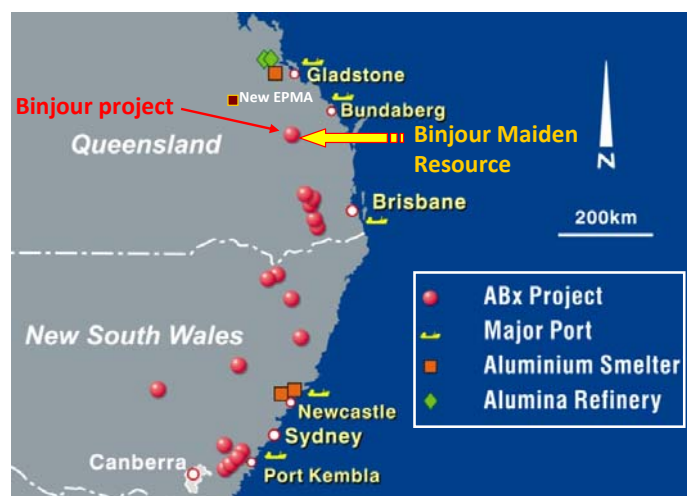 Gladstone
New EPMA
Binjour project
Bundaberg
Queensland
Binjour Maiden
Resource
N
Brisbane
200km
New South Wales
ABx Project
Major Port
Aluminium Smelter
Alumina Refinery
Newcastle
Sydney
Canberra
Port Kembla